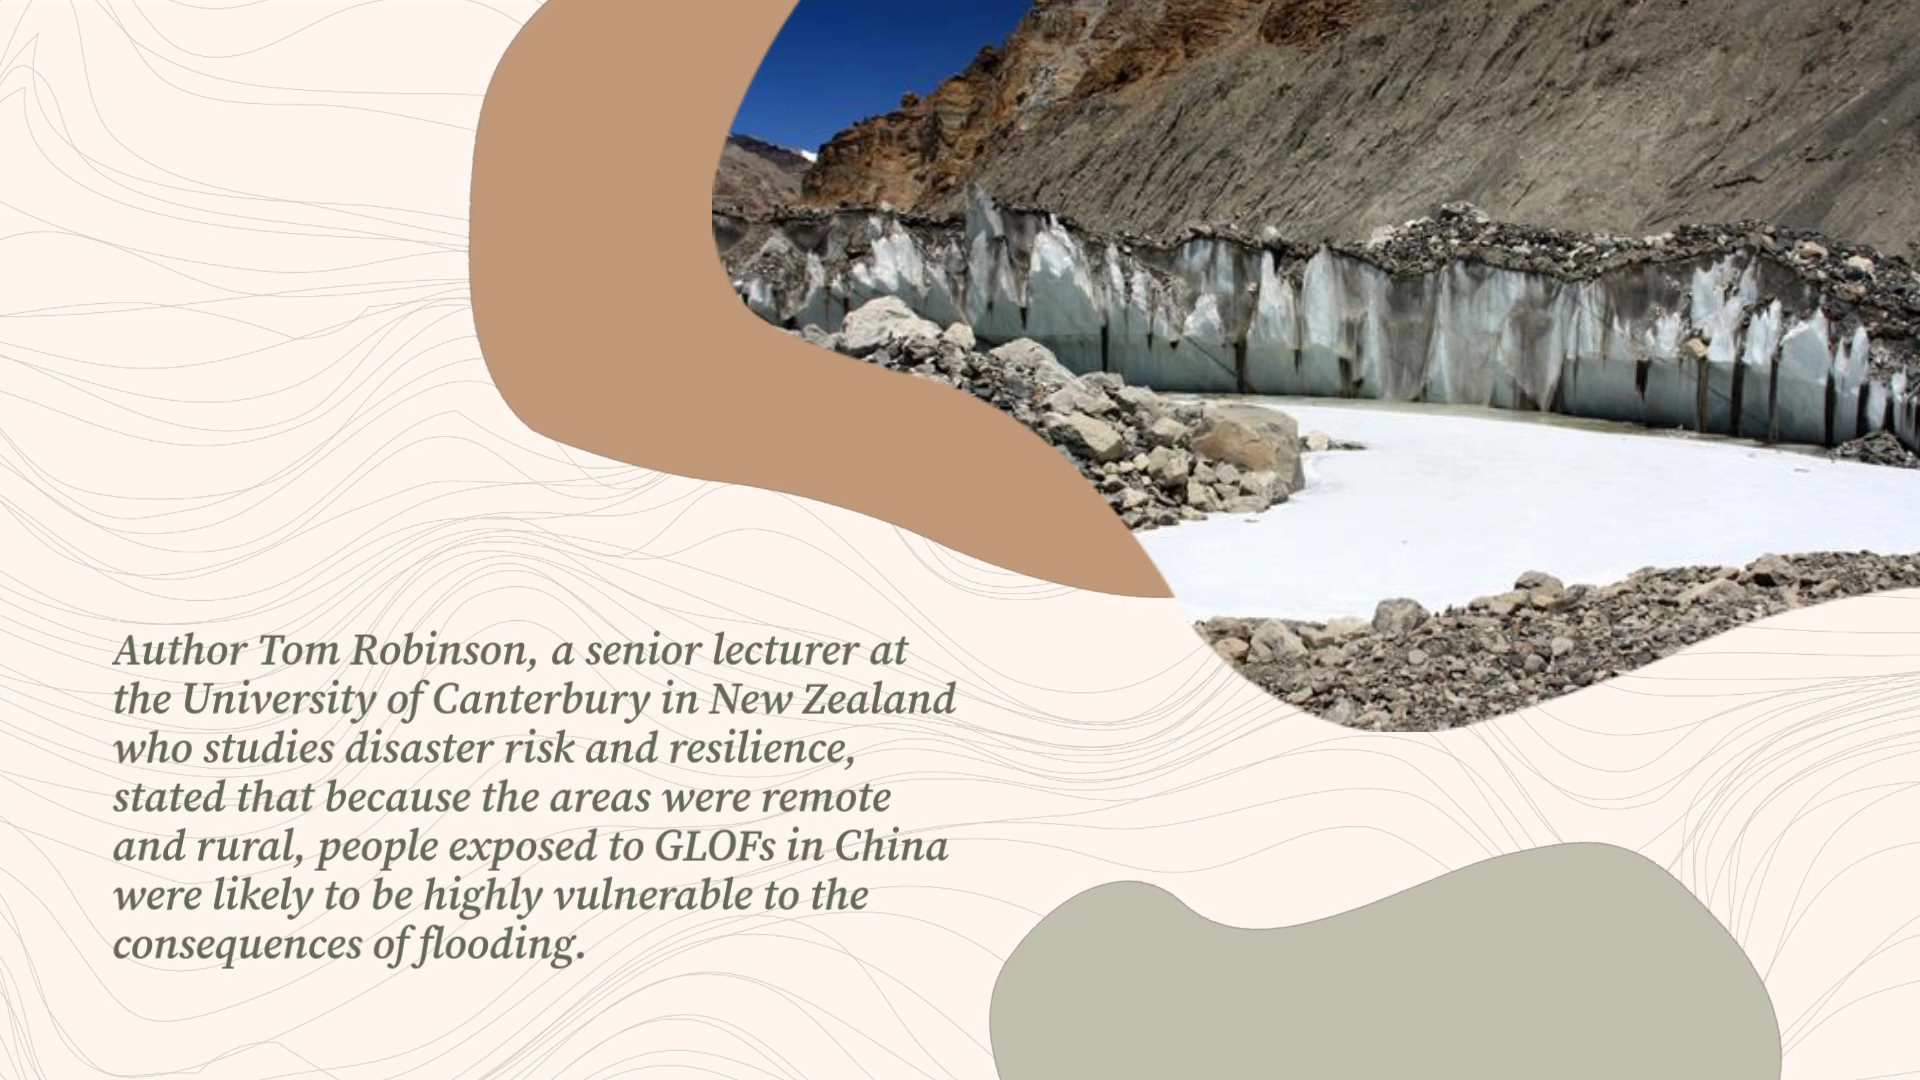 Author Tom Robinson, a senior lecturer at
the University of Canterbury in New Zealand
who studies disaster risk and resilience,
stated that because the areas were remote
and rural, people exposed to GLOFs in China
were likely to be highly vulnerable to the
consequences of flooding.